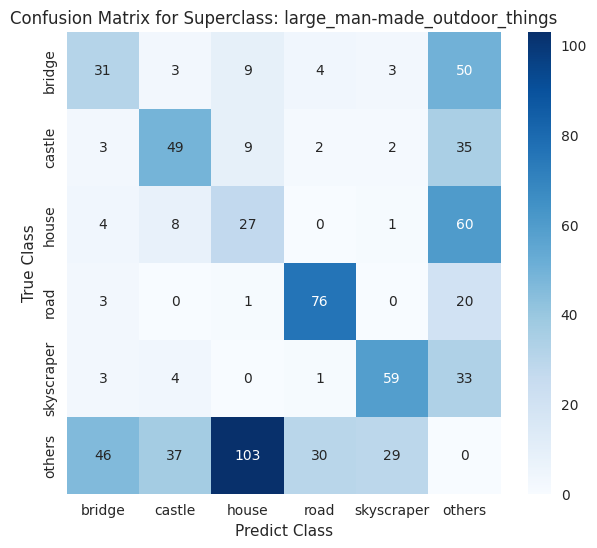 Confusion Matrix for Superclass: large_man-made_outdoor_things
True Class
bridge 31 3 9 4 3 50
castle 3 49 9 2 2 35
house 4 8 27 0 1 60
road 3 0 1 76 0 20
skyscraper 3 4 0 1 59 33
others 46 37 103 30 29 0
bridge castle house road skyscraper others
Predict Class
100
80
60
40
20
0